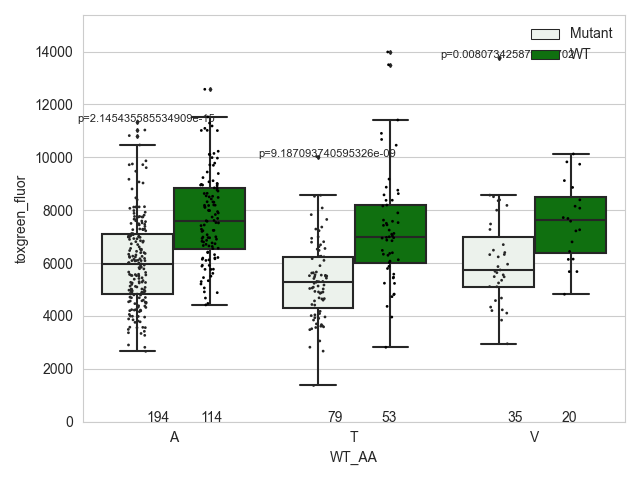 14000
12000
10000
8000
6000
4000
2000
0
toxgreen_fluor
Mutant
WT
p=2.145435585534909e-15
p=9.187093740595326e-09
194
114
79
53
35
20
A
T
V
WT_AA